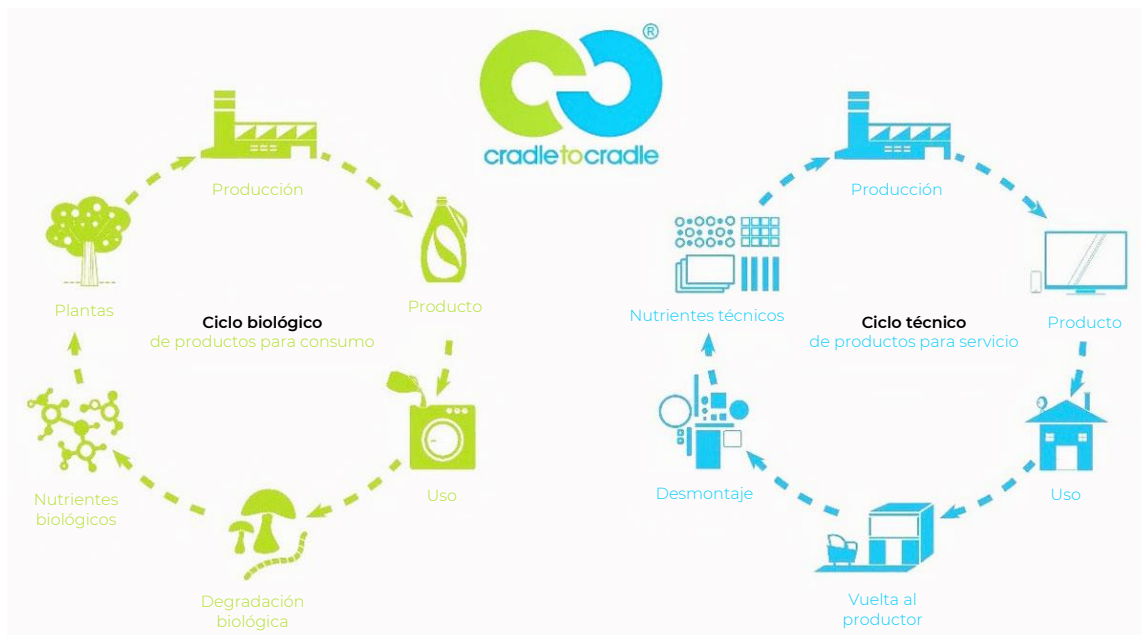 ®
cradletocradle
Producción
Plantas
Producto
Ciclo biológico
de productos para consumo
Nutrientes
biológicos
Uso
Degradación
biológica
Producción
Nutrientes técnicos
Producto
Ciclo técnico
de productos para servicio
Desmontaje
Uso
Vuelta al
productor